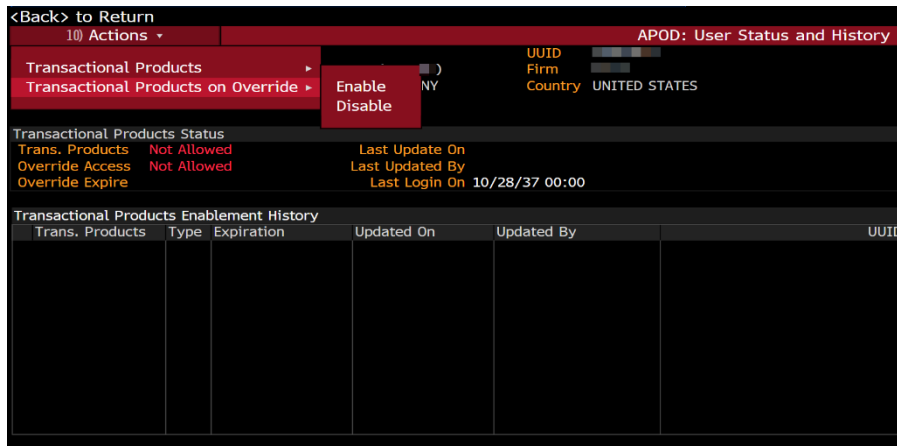 <Back> to Return
10) Actions APOD: User Status and History
UUID
Transactional Products ) Firm
Transactional Products on Override Enable NY Country UNITED STATES
Disable
Transactional Products Status
Trans. Products Not Allowed Last Update On
Override Access Not Allowed Last Updated By
Override Expire Last Login On 10/28/37 00:00
Transactional Products Enablement History
Trans. Products Type Expiration Updated On Updated By UUID